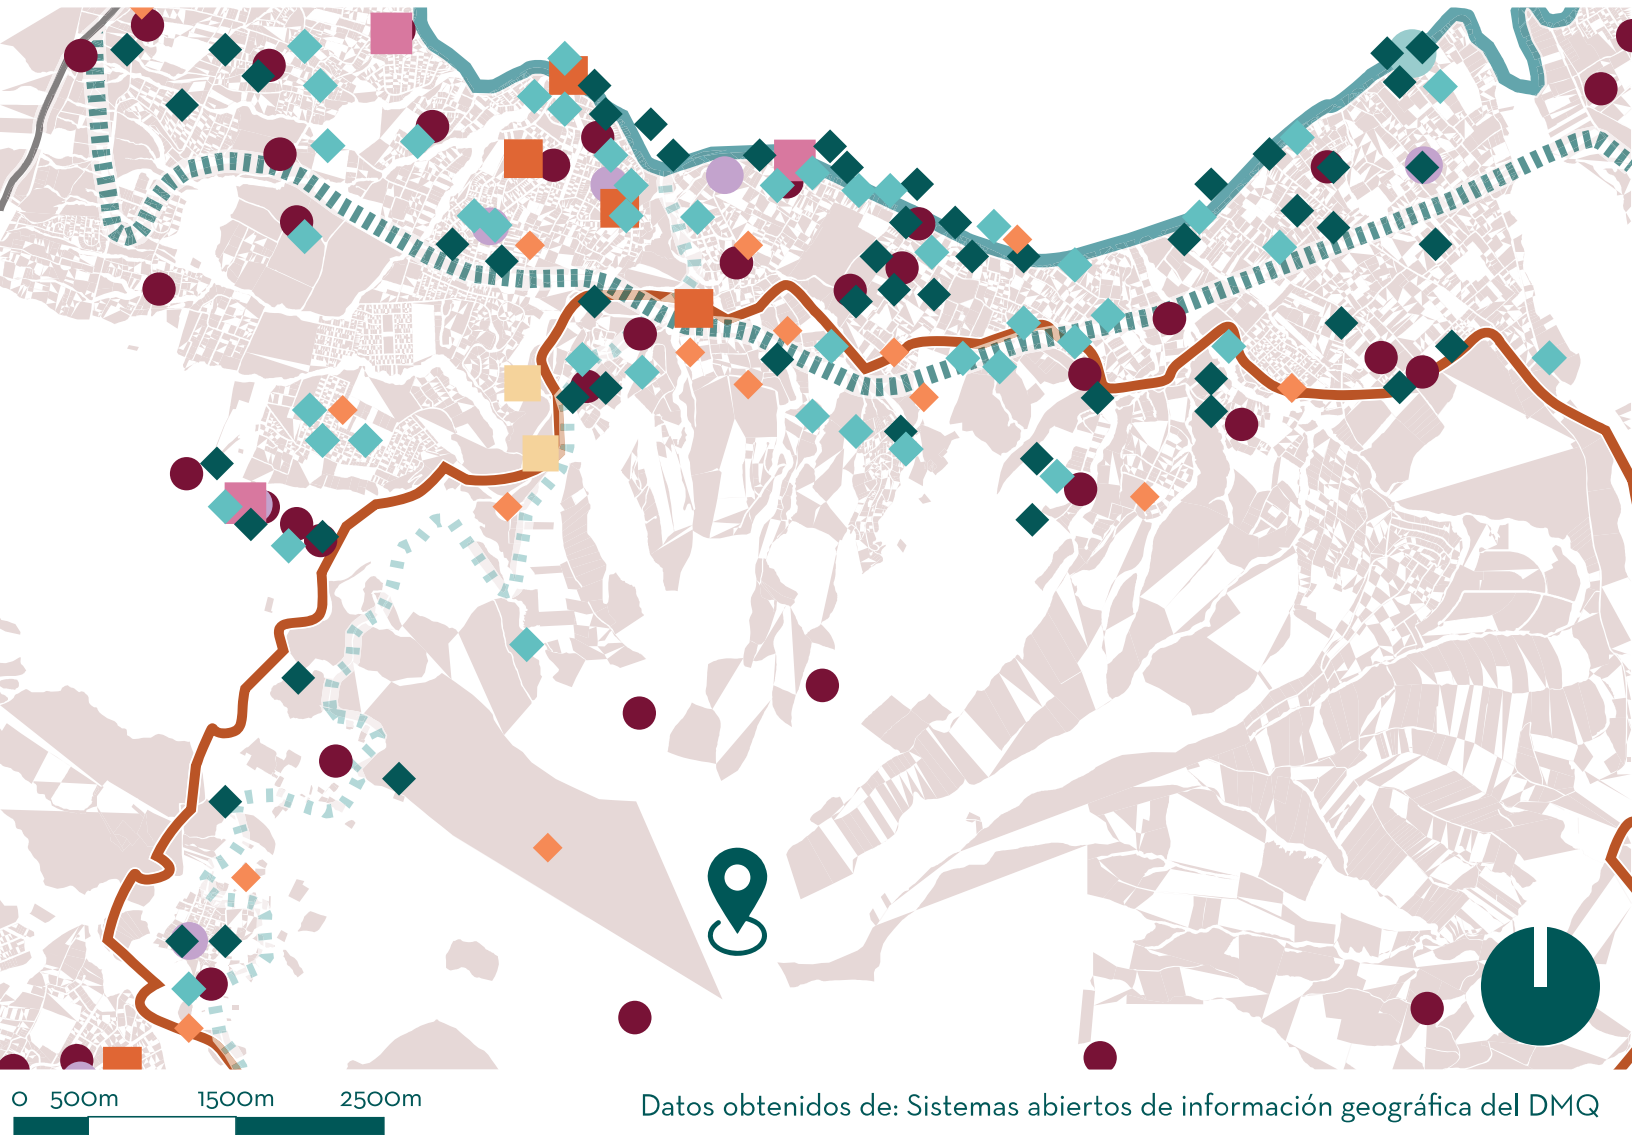 0 500m 1500m 2500m
Datos obtenidos de: Sistemas abiertos de información geográfica del DMQ